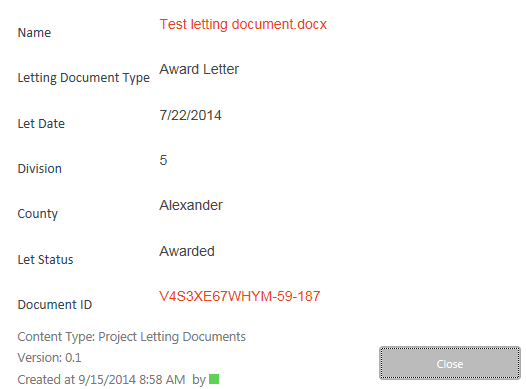 Name Test letting document.docx
Letting Document Type Award Letter
Let Date 7/22/2014
Division 5
County Alexander
Let Status Awarded
Document ID V4S3XE67WHYM-59-187
Content Type: Project Letting Documents
Version: 0.1
Created at 9/15/2014 8:58 AM by
Close